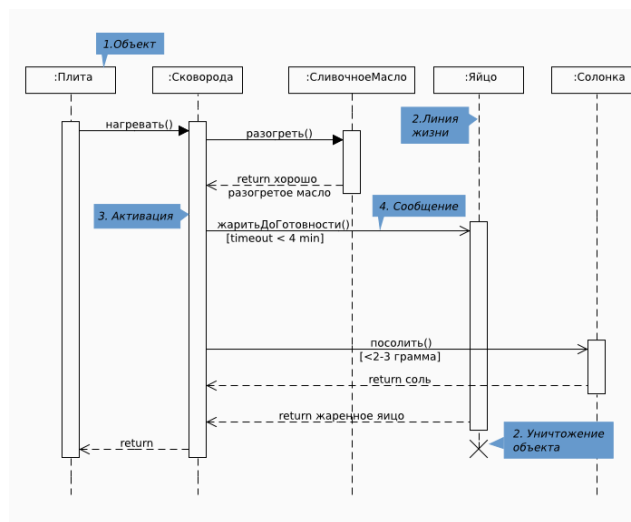 1.Объект
:Плита
:Сковорода
:СливочноеМасло
:Яйцо
:Солонка
нагревать()
разогреть()
2.Линия
жизни
return хорошо
разогретое масло
3. Активация
4. Сообщение
жаритьДоГотовности()
[timeout < 4 min]
посолить()
[<2-3 грамма]
return соль
return жаренное яицо
2. Уничтожение
объекта
return